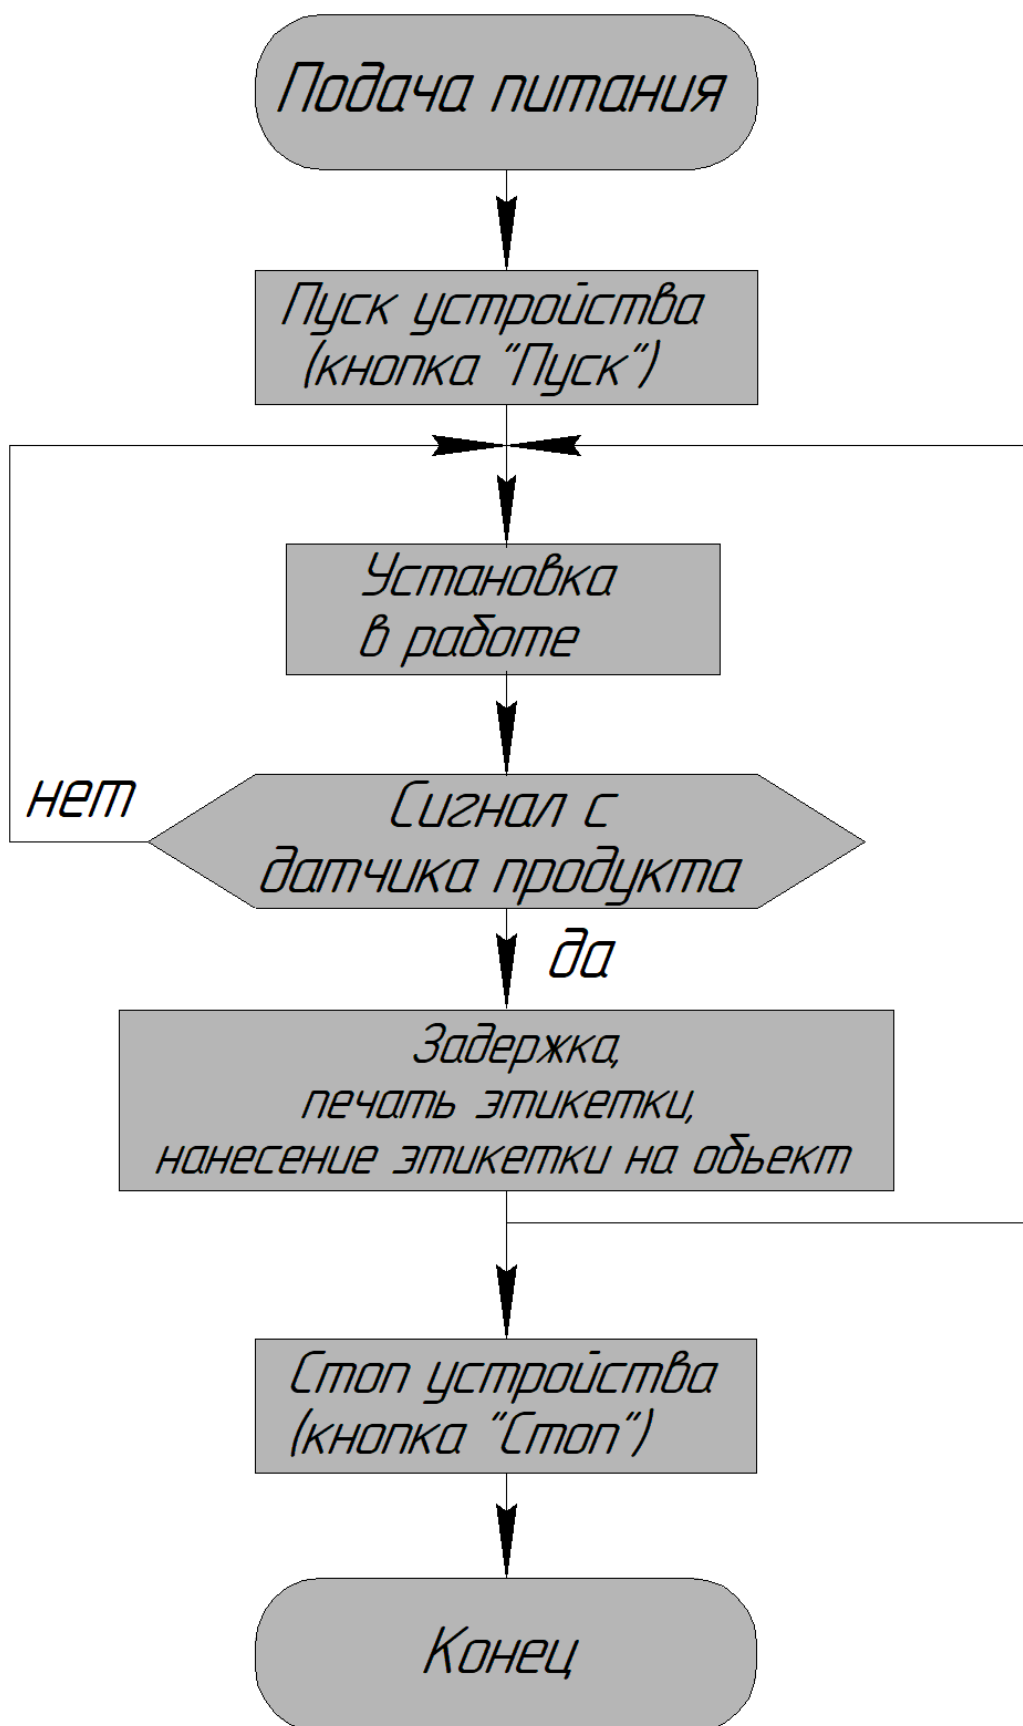 Подача питания
Пуск устройства
(кнопка "Пуск")
Установка
в работе
нет
Сигнал с
датчика продукта
да
Задержка,
печать этикетки,
нанесение этикетки на обьект
Стоп устройства
(кнопка "Стоп")
Конец